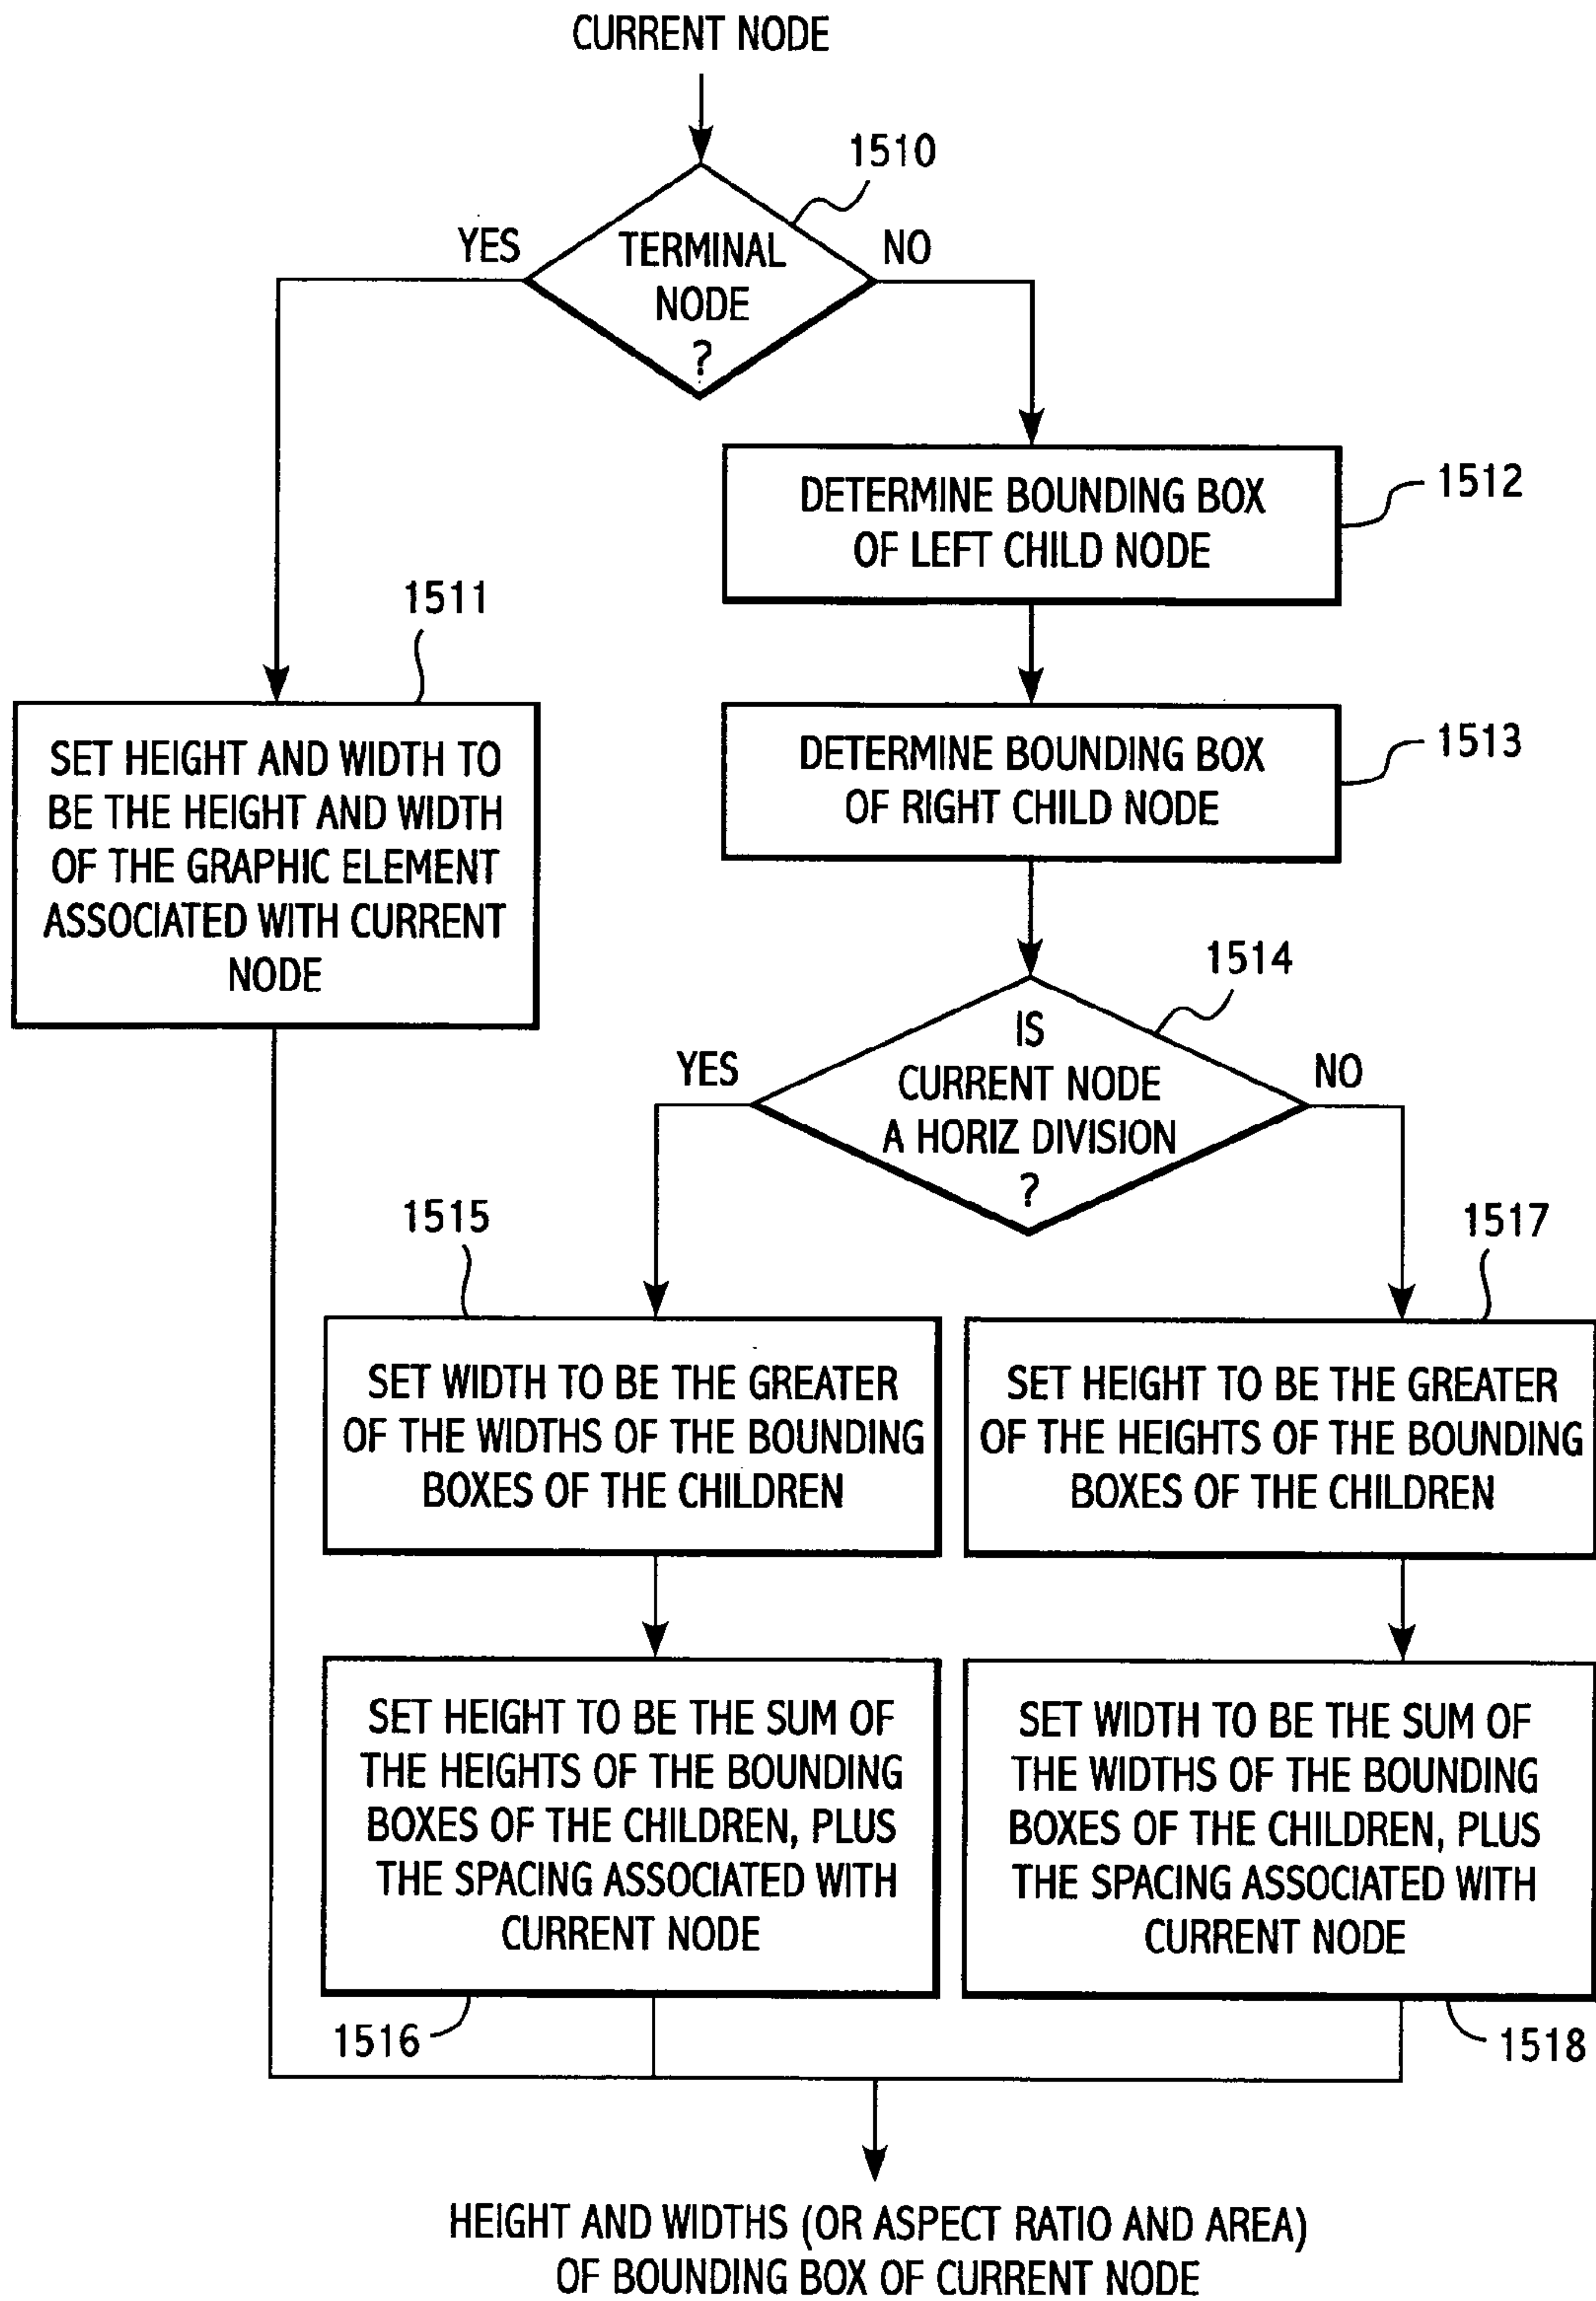 CURRENT NODE
1510
YES
NO
TERMINAL
NODE
?
DETERMINE BOUNDING BOX
OF LEFT CHILD NODE
1512
1511
SET HEIGHT AND WIDTH TO
BE THE HEIGHT AND WIDTH
OF THE GRAPHIC ELEMENT
ASSOCIATED WITH CURRENT
NODE
DETERMINE BOUNDING BOX
OF RIGHT CHILD NODE
1513
1514
YES
NO
IS
CURRENT NODE
A HORIZ DIVISION
?
1515
1517
SET WIDTH TO BE THE GREATER
OF THE WIDTHS OF THE BOUNDING
BOXES OF THE CHILDREN
SET HEIGHT TO BE THE GREATER
OF THE HEIGHTS OF THE BOUNDING
BOXES OF THE CHILDREN
SET HEIGHT TO BE THE SUM OF
THE HEIGHTS OF THE BOUNDING
BOXES OF THE CHILDREN, PLUS
THE SPACING ASSOCIATED WITH
CURRENT NODE
SET WIDTH TO BE THE SUM OF
THE WIDTHS OF THE BOUNDING
BOXES OF THE CHILDREN, PLUS
THE SPACING ASSOCIATED WITH
CURRENT NODE
1516
1518
HEIGHT AND WIDTHS (OR ASPECT RATIO AND AREA)
OF BOUNDING BOX OF CURRENT NODE